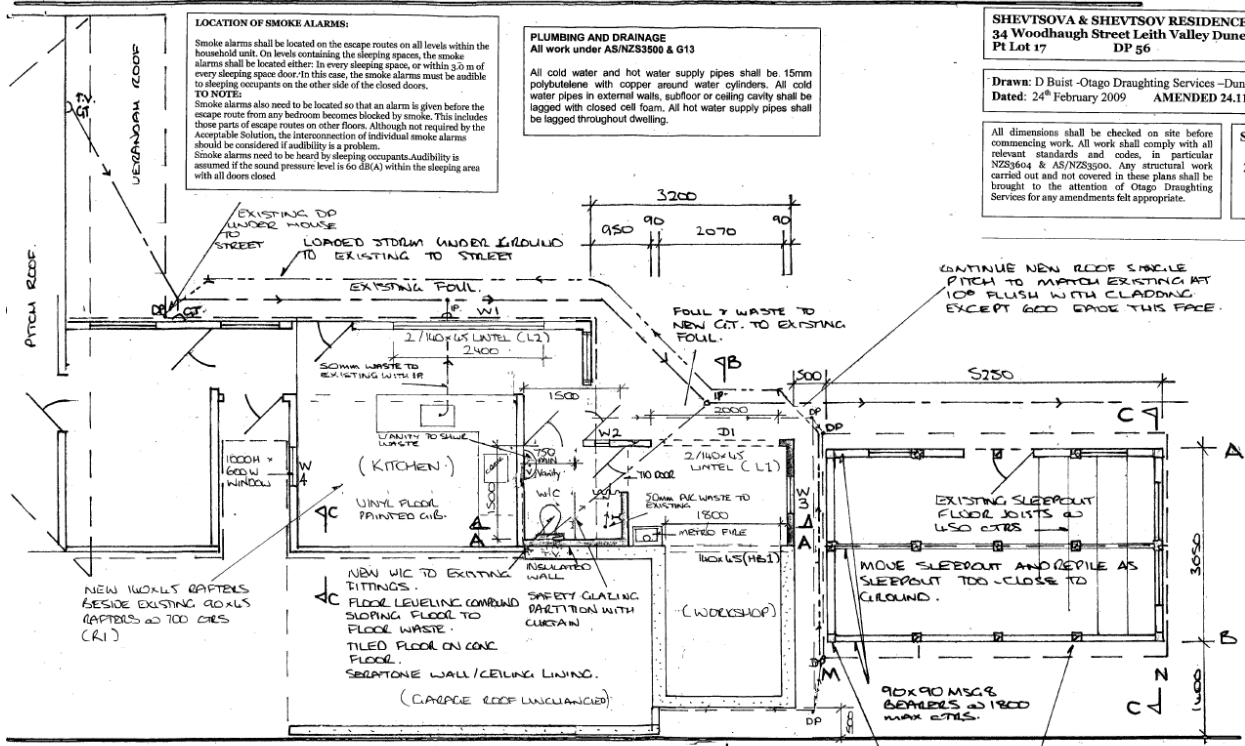 LOCATION OF SMOKE ALARMS:
Smoke alarms shall be located on the escape routes on all levels within the
household unit. On levels containing the sleeping spaces, the smoke
alarms shall be located either: In every sleeping space, or within 3.0 m of
every sleeping space door. In this case, the smoke alarms must be audible
to sleeping occupants on the other side of the closed doors.
TO NOTE:
Smoke alarms also need to be located so that an alarm is given before the
escape route from any bedroom becomes blocked by smoke. This includes
those parts of escape routes on other floors. Although not required by the
Acceptable Solution, the interconnection of individual smoke alarms
should be considered if audibility is a problem.
Smoke alarms need to be heard by sleeping occupants.Audibility is
assumed if the sound pressure level is 60 dB(A) within the sleeping area
with all doors closed
PLUMBING AND DRAINAGE
All work under AS/NZS3500 & G13
All cold water and hot water supply pipes shall be 15mm
polybutelene with copper around water cylinders. All cold
water pipes in external walls, subfloor or ceiling cavity shall be
lagged with closed cell foam. All hot water supply pipes shall
be lagged throughout dwelling.
SHEVTSOVA & SHEVTSOV RESIDENCE
34 Woodhaugh Street Leith Valley Dune
Pt Lot 17 DP 56
Drawn: D Buist -Otago Draughting Services –Dun
Dated: 24th February 2009 AMENDED 24.11
All dimensions shall be checked on site before
commencing work. All work shall comply with all
relevant standards and codes, in particular
NZS3604 & AS/NZS3500. Any structural work
carried out and not covered in these plans shall be
brought to the attention of Otago Draughting
Services for any amendments felt appropriate.
S
VERANDAH ROOF
PITCH ROOF
EXISTING DP
UNDER HOUSE
TO
STREET
LOADED STORM UNDER GROUND
TO EXISTING TO STREET
EXISTING FOUL.
3200
950
90
2070
90
CONTINUE NEW ROOF SINGLE
PITCH TO MATCH EXISTING AT
10° FLUSH WITH CLADDING
EXCEPT 600 EAVE THIS FACE.
FOUL & WASTE TO
NEW G.T. TO EXISTING
FOUL.
DP
GT
W1
IP.
2/140x45 LINTEL (L2)
2400
50MM WASTE TO
EXISTING WITH IP
1500
B
500
5250
IP
2000
DP
DP
C
W2
D1
2/140x45
LINTEL (L1)
A
VANITY TO SHWR
WASTE
750
MIN
Vanity
710 DOOR
1000H x
600W
WINDOW
W4
(KITCHEN)
VINYL FLOOR
PAINTED GIB.
1500
W/C
50MM PVC WASTE TO
EXISTING
1800
METRO FIRE
W3
EXISTING SLEEPOUT
FLOOR JOISTS @
450 CTRS
C
A
A
140x45 (HB1)
3050
MOVE SLEEPOUT AND REPILE AS
SLEEPOUT TOO CLOSE TO
GROUND.
T.V.
INSULATED
WALL
NEW 140x45 RAFTERS
BESIDE EXISTING 90x45
RAFTERS @ 700 CTRS
(R1)
C
NEW W/C TO EXISTING
FITTINGS.
FLOOR LEVELING COMPOUND
SLOPING FLOOR TO
FLOOR WASTE.
TILED FLOOR ON CONC
FLOOR.
SERATONE WALL/CEILING LINING.
SAFETY GLAZING
PARTITION WITH
CURTAIN
(WORKSHOP)
B
M
N
(GARAGE ROOF UNCHANGED)
90x90 MSG8
BEARERS @ 1800
MAX CTRS.
C
DP